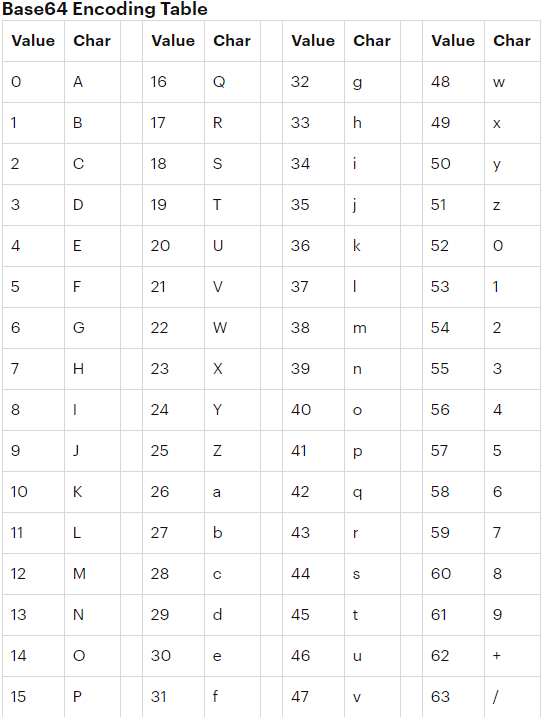 Base64 Encoding Table
Value Char Value Char Value Char Value Char
0 A 16 Q 32 g 48 w
1 B 17 R 33 h 49 x
2 C 18 S 34 i 50 y
3 D 19 T 35 j 51 z
4 E 20 U 36 k 52 0
5 F 21 V 37 l 53 1
6 G 22 W 38 m 54 2
7 H 23 X 39 n 55 3
8 I 24 Y 40 o 56 4
9 J 25 Z 41 p 57 5
10 K 26 a 42 q 58 6
11 L 27 b 43 r 59 7
12 M 28 c 44 s 60 8
13 N 29 d 45 t 61 9
14 O 30 e 46 u 62 +
15 P 31 f 47 v 63 /